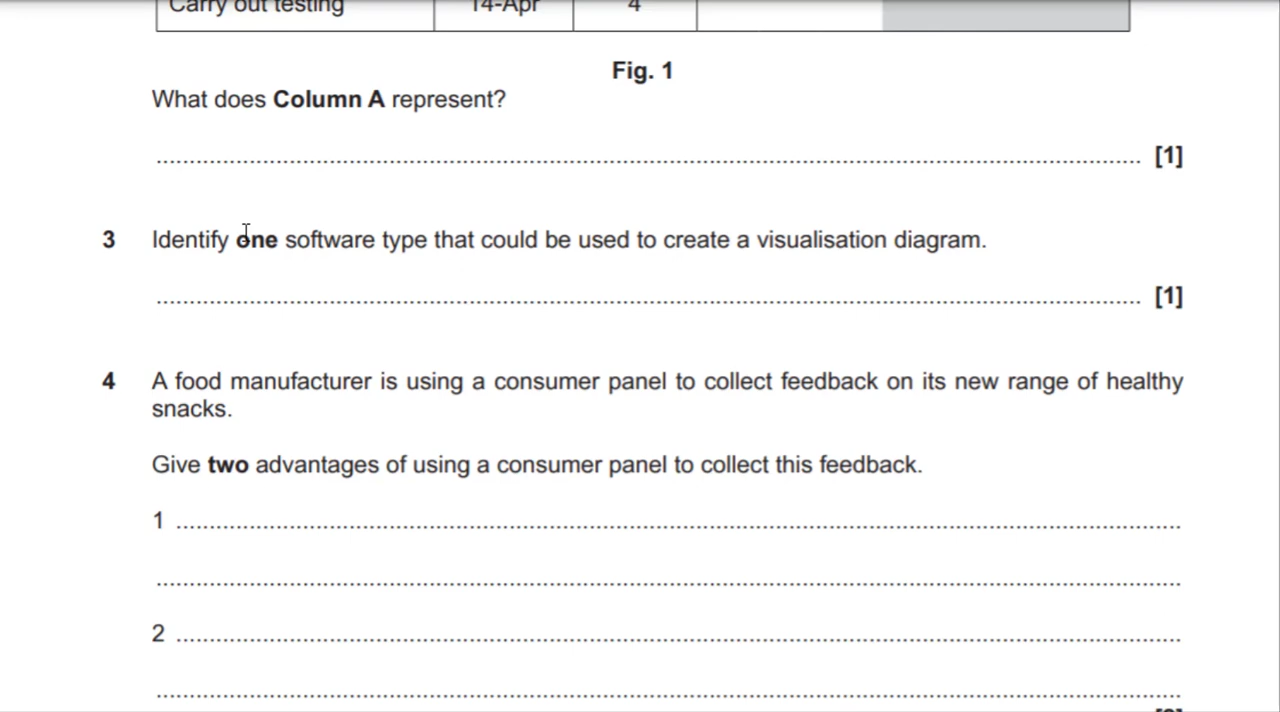 Carry out testing 14-Apr 4
Fig. 1
What does Column A represent?
[1]
3 Identify one software type that could be used to create a visualisation diagram.
[1]
4 A food manufacturer is using a consumer panel to collect feedback on its new range of healthy
snacks.
Give two advantages of using a consumer panel to collect this feedback.
1
2